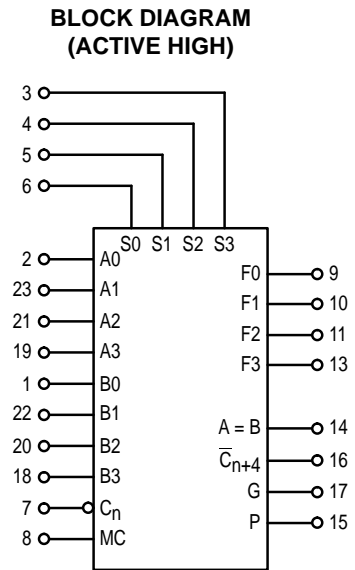 BLOCK DIAGRAM
(ACTIVE HIGH)
3
4
5
6
S0 S1 S2 S3
2 A0 F0 9
23 A1 F1 10
21 A2 F2 11
19 A3 F3 13
1 B0
22 B1 A = B 14
20 B2 C̅n+4 16
18 B3 G 17
7 Cn P 15
8 MC